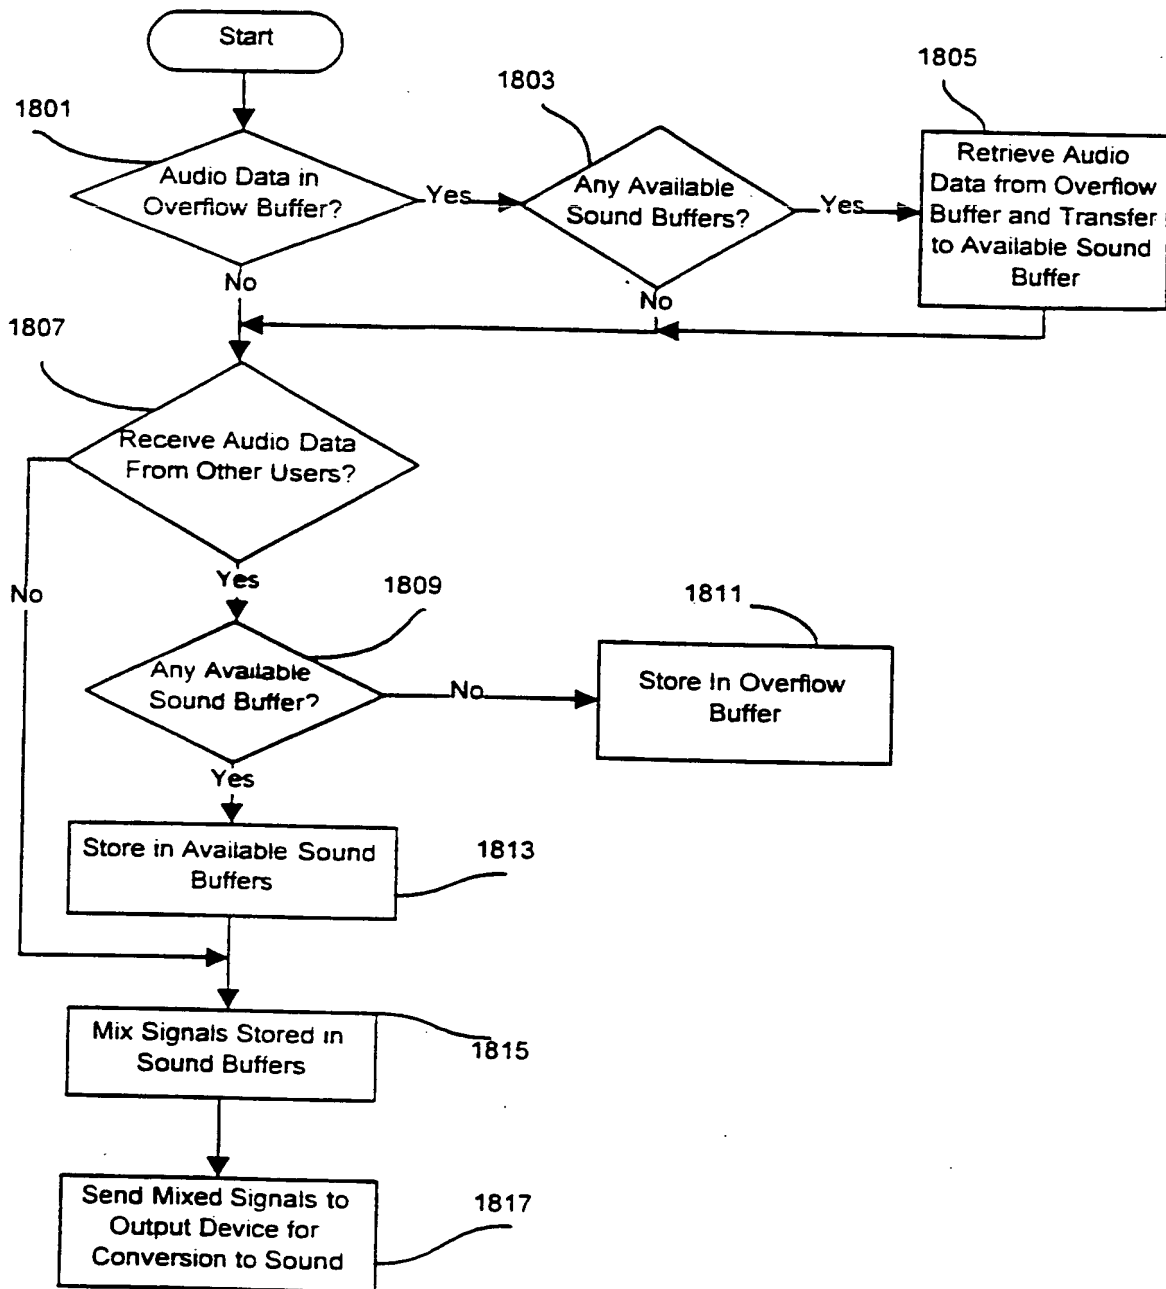 Start
1801
1803
1805
Audio Data in
Overflow Buffer?
Yes
Any Available
Sound Buffers?
Yes
Retrieve Audio
Data from Overflow
Buffer and Transfer
to Available Sound
Buffer
No
No
1807
Receive Audio Data
From Other Users?
No
Yes
1809
1811
Any Available
Sound Buffer?
No
Store In Overflow
Buffer
Yes
Store in Available Sound
Buffers
1813
Mix Signals Stored in
Sound Buffers
1815
Send Mixed Signals to
Output Device for
Conversion to Sound
1817